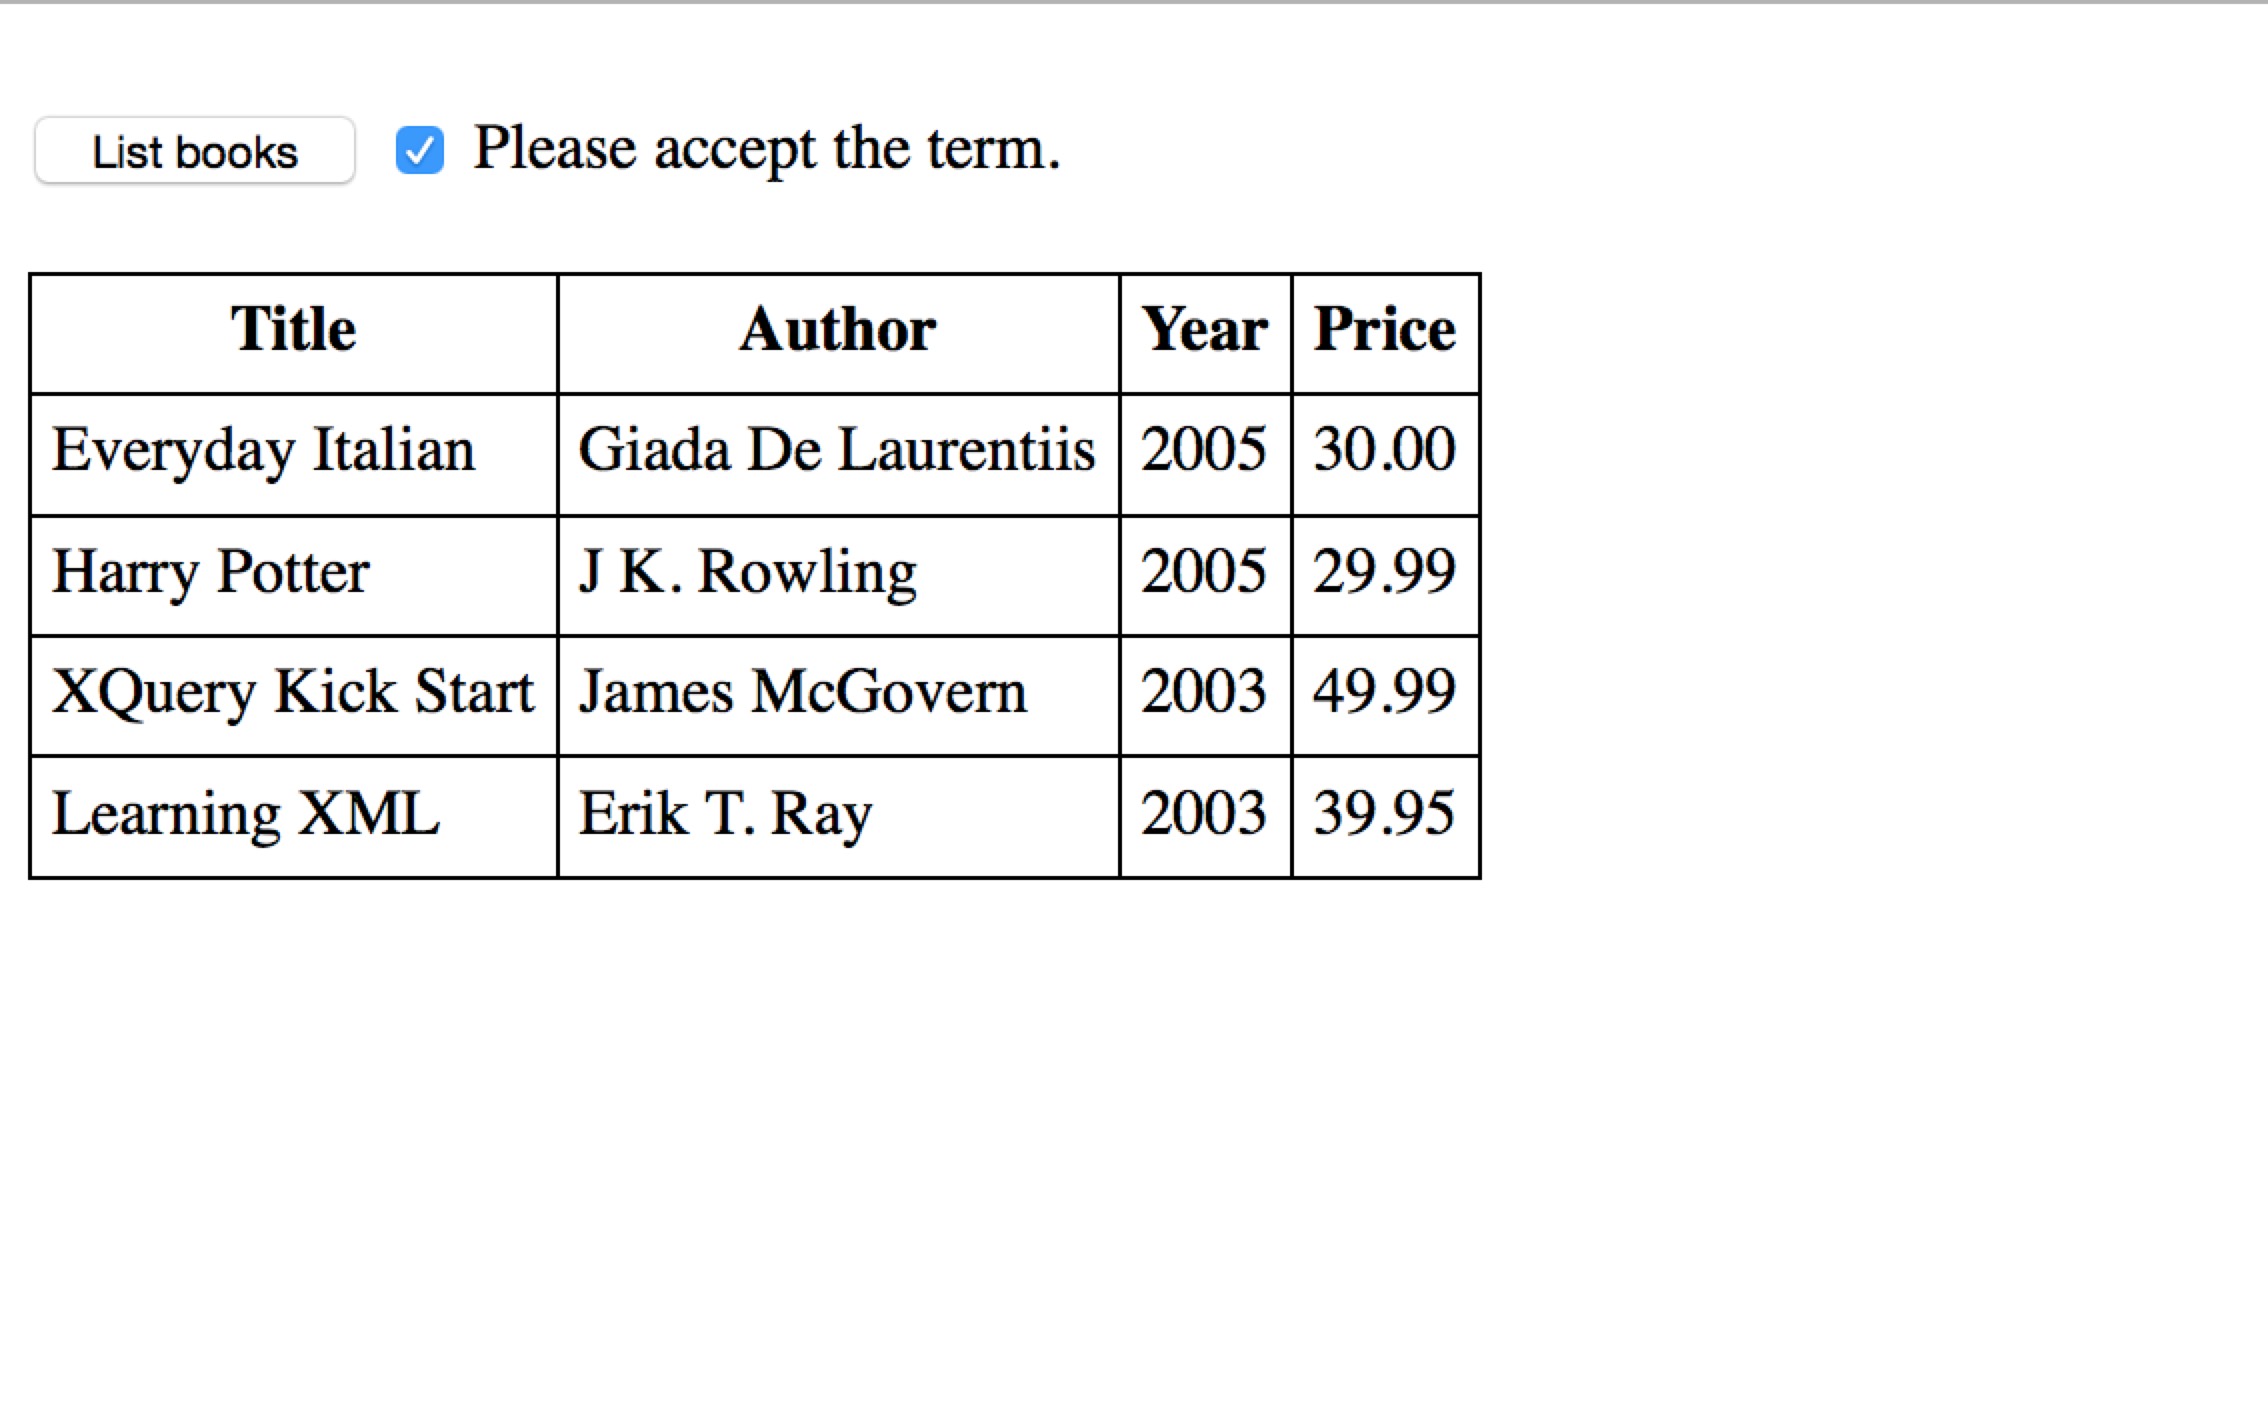 List books Please accept the term.
Title Author Year Price
Everyday Italian Giada De Laurentiis 2005 30.00
Harry Potter J K. Rowling 2005 29.99
XQuery Kick Start James McGovern 2003 49.99
Learning XML Erik T. Ray 2003 39.95